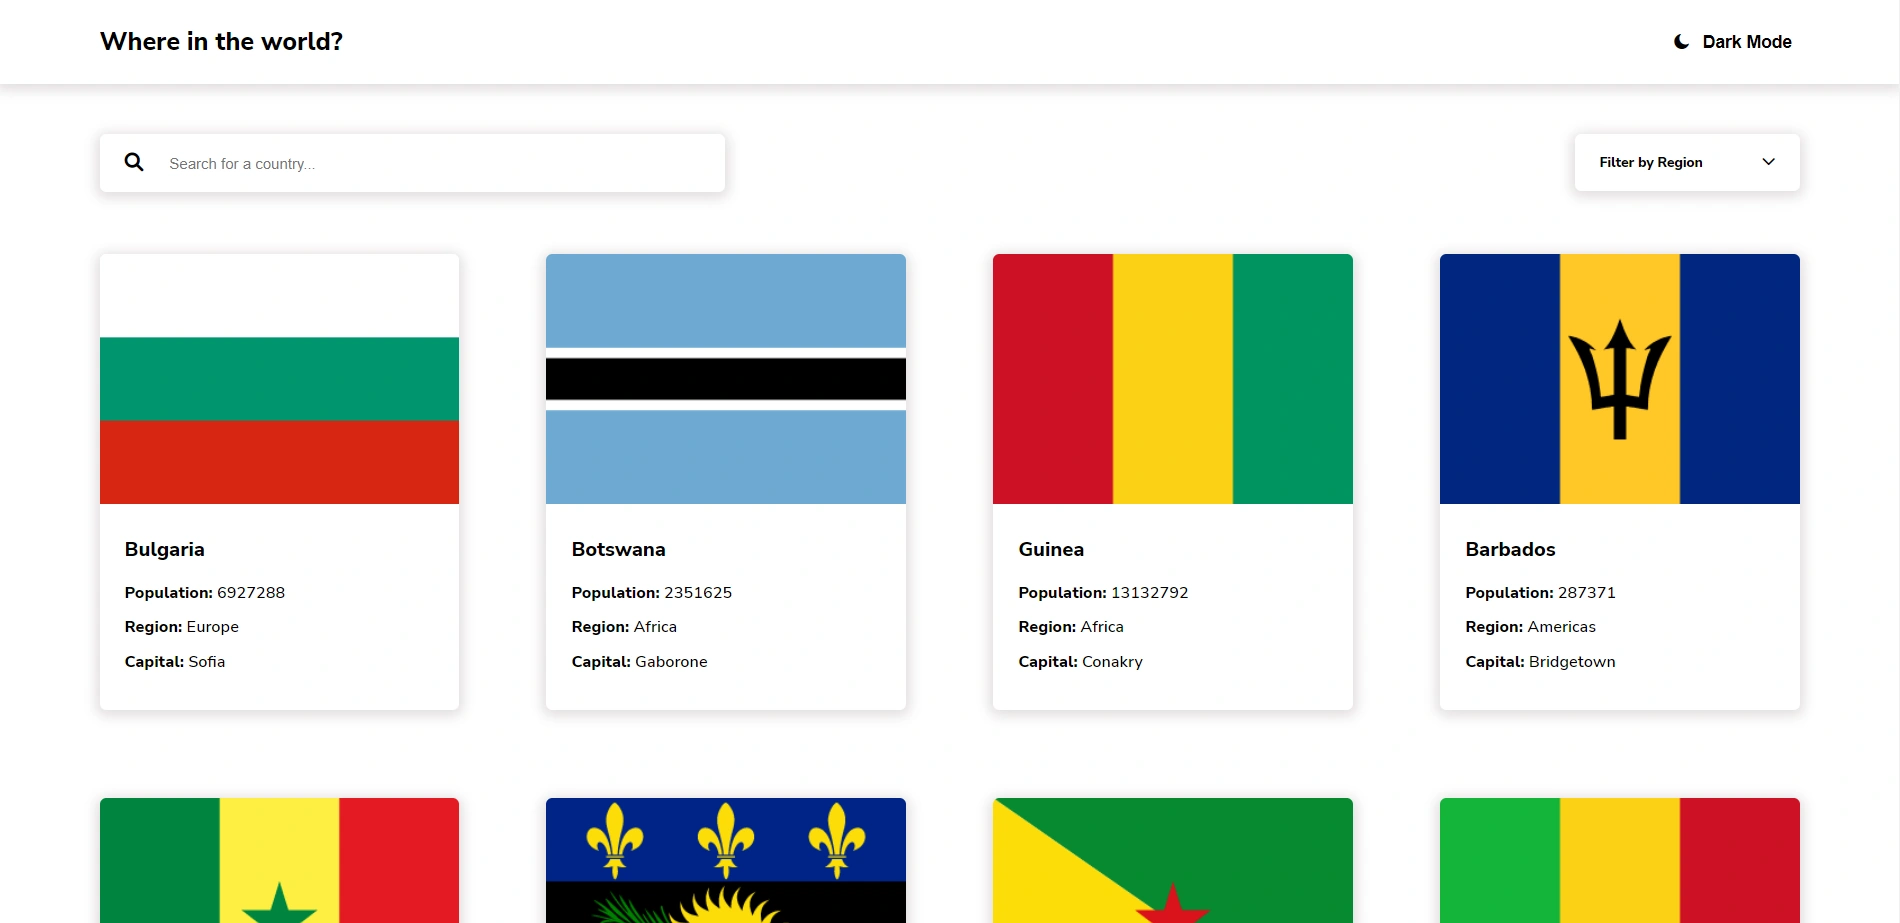 Where in the world?
Dark Mode
Search for a country...
Filter by Region
Bulgaria
Population: 6927288
Region: Europe
Capital: Sofia
Botswana
Population: 2351625
Region: Africa
Capital: Gaborone
Guinea
Population: 13132792
Region: Africa
Capital: Conakry
Barbados
Population: 287371
Region: Americas
Capital: Bridgetown